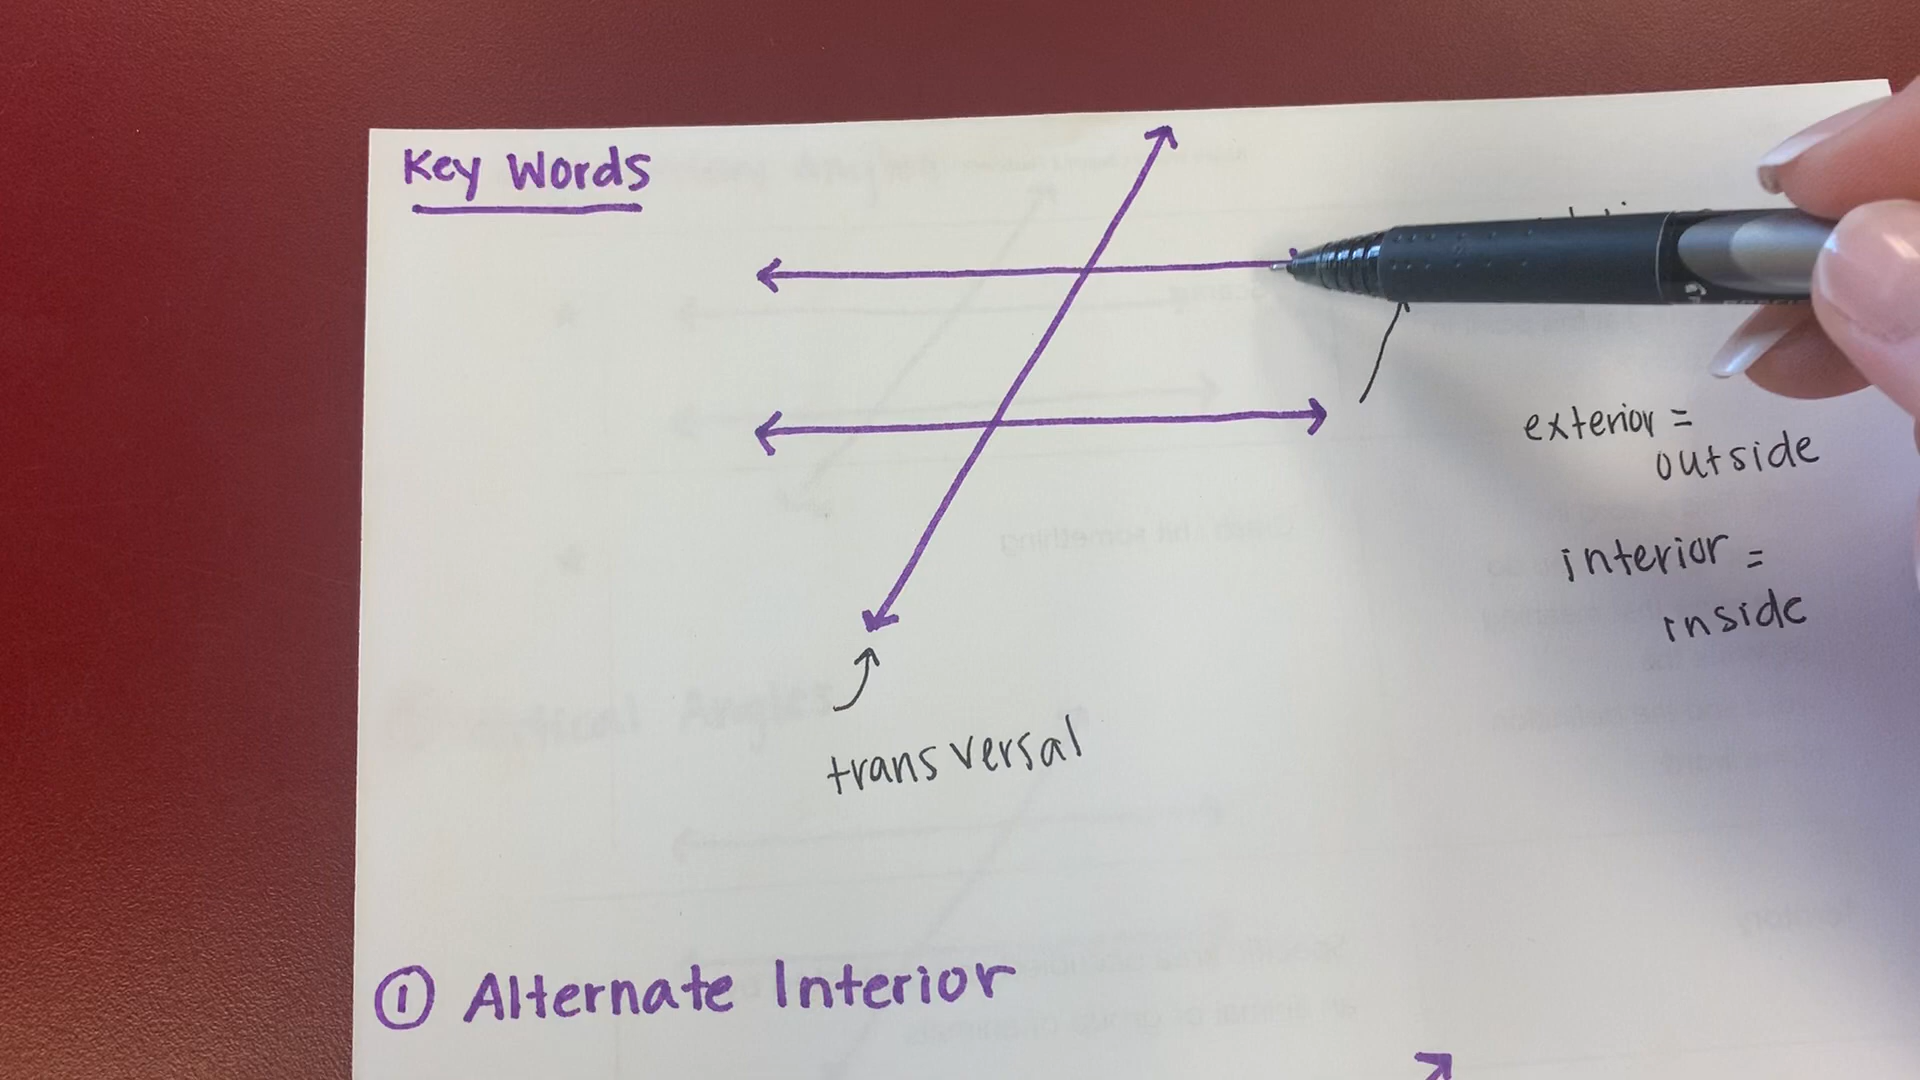 Key Words
exterior =
outside
interior =
inside
transversal
① Alternate Interior